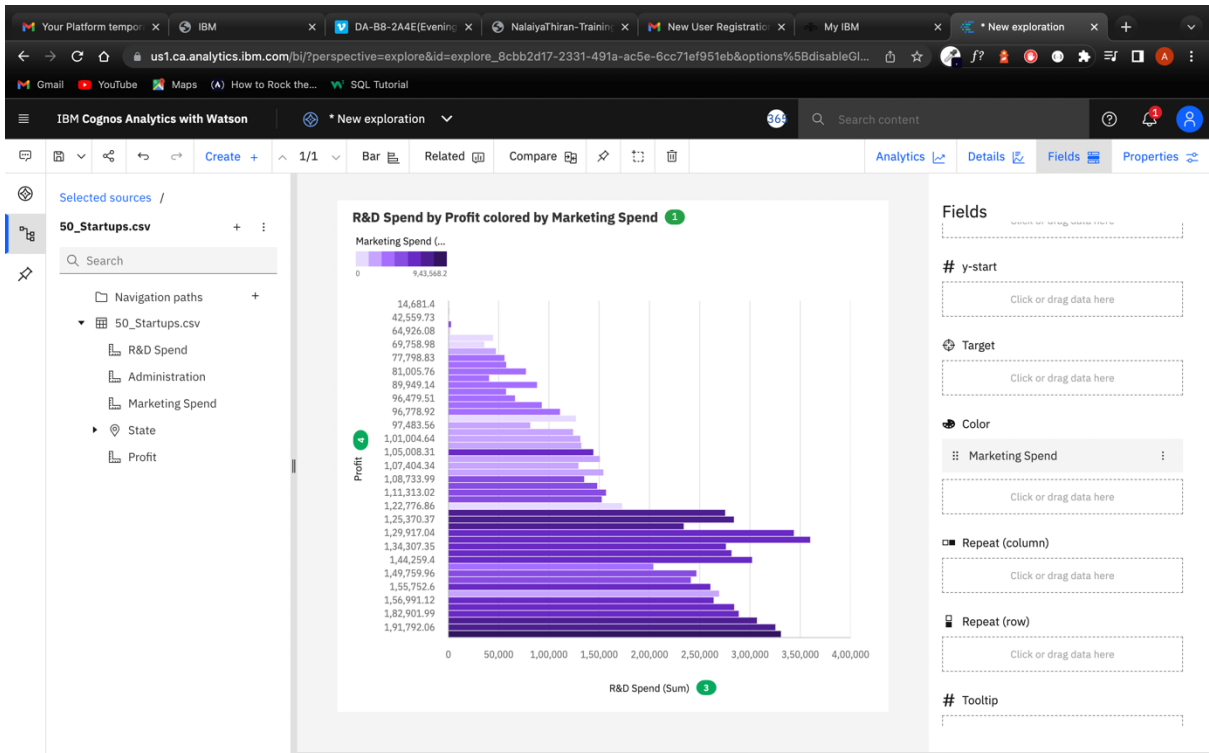 Your Platform tempor
IBM
DA-B8-2A4E(Evening
NalaiyaThiran-Training
New User Registration
My IBM
* New exploration
us1.ca.analytics.ibm.com/bi/?perspective=explore&id=explore_8cbb2d17-2331-491a-ac5e-6cc71ef951eb&options%5BdisableGl...
f?
A
Gmail
YouTube
Maps
How to Rock the...
SQL Tutorial
IBM Cognos Analytics with Watson
* New exploration
Search content
1
Create +
1/1
Bar
Related
Compare
Analytics
Details
Fields
Properties
Selected sources /
50_Startups.csv
Search
Navigation paths
50_Startups.csv
R&D Spend
Administration
Marketing Spend
State
Profit
R&D Spend by Profit colored by Marketing Spend 1
Marketing Spend (...
0 9,43,568.2
14,681.4
42,559.73
64,926.08
69,758.98
77,798.83
81,005.76
89,949.14
96,479.51
96,778.92
97,483.56
1,01,004.64
1,05,008.31
1,07,404.34
1,08,733.99
1,11,313.02
1,22,776.86
1,25,370.37
1,29,917.04
1,34,307.35
1,44,259.4
1,49,759.96
1,55,752.6
1,56,991.12
1,82,901.99
1,91,792.06
Profit 4
0 50,000 1,00,000 1,50,000 2,00,000 2,50,000 3,00,000 3,50,000 4,00,000
R&D Spend (Sum) 3
Fields
# y-start
Click or drag data here
Target
Click or drag data here
Color
Marketing Spend
Click or drag data here
Repeat (column)
Click or drag data here
Repeat (row)
Click or drag data here
# Tooltip